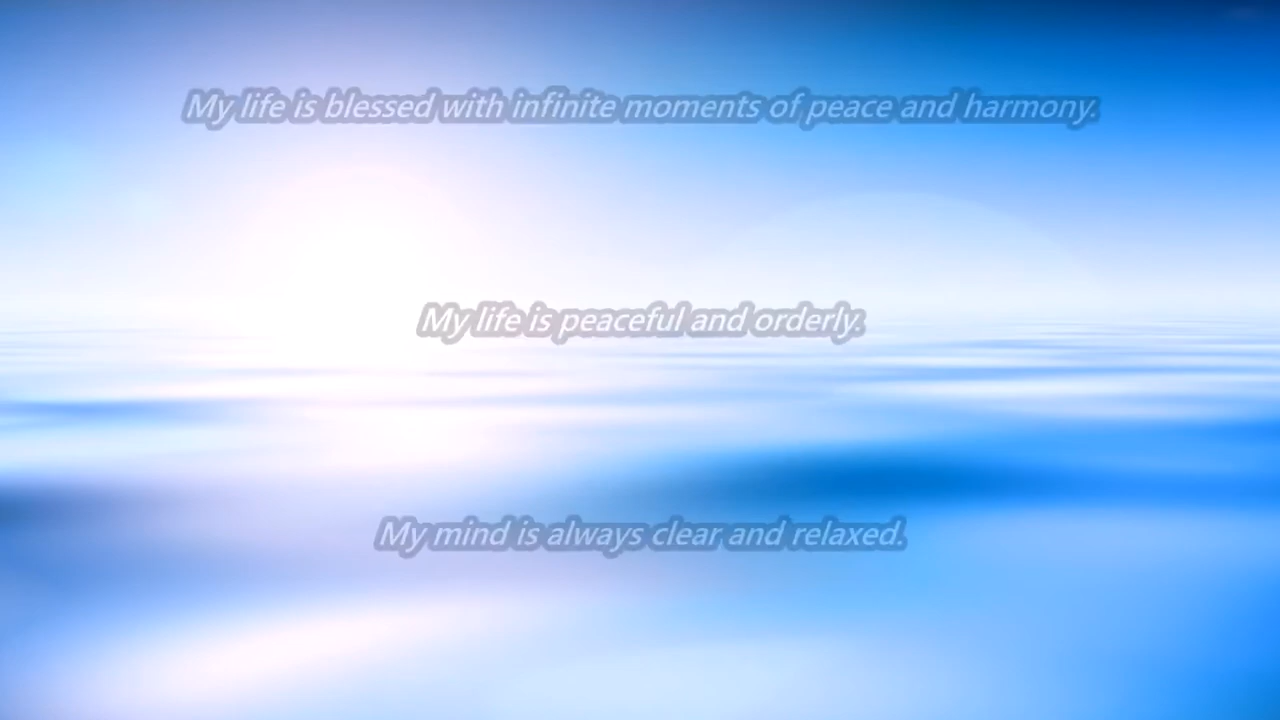 My life is blessed with infinite moments of peace and harmony.
My life is peaceful and orderly.
My mind is always clear and relaxed.